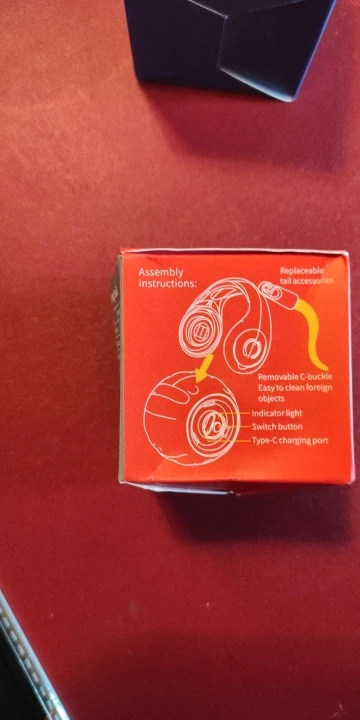 Assembly
instructions:
Replaceable
tail accessories
Removable C-buckle
Easy to clean foreign
objects
Indicator light
Switch button
Type-C charging port